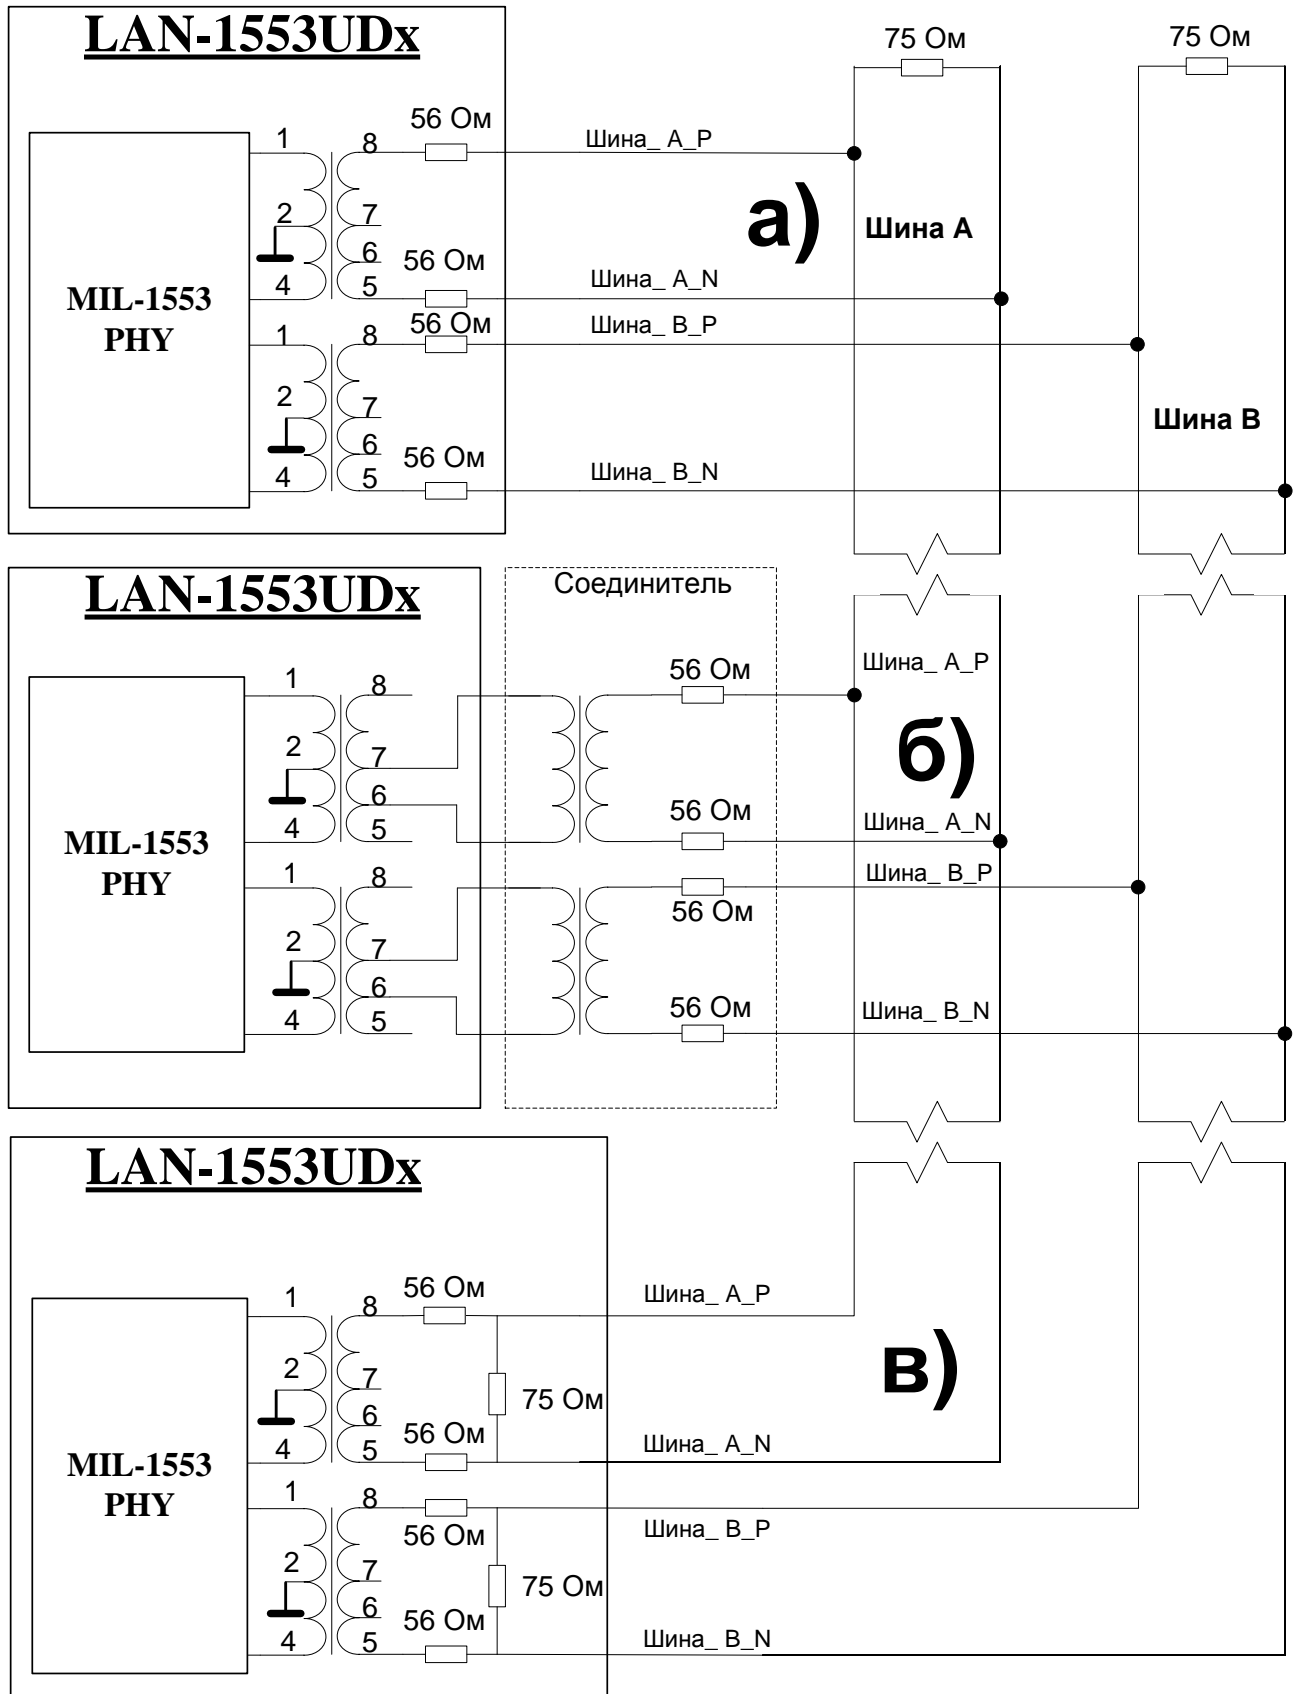 LAN-1553UDx
75 Ом
75 Ом
56 Ом
1
8
Шина_ A_P
2
7
а)
Шина А
6
56 Ом
4
5
Шина_ A_N
MIL-1553
PHY
1
8
56 Ом
Шина_ B_P
2
7
Шина В
6
56 Ом
4
5
Шина_ B_N
LAN-1553UDx
Соединитель
1
8
56 Ом
Шина_ A_P
2
7
б)
6
56 Ом
4
5
Шина_ A_N
MIL-1553
PHY
1
8
56 Ом
Шина_ B_P
2
7
6
56 Ом
4
5
Шина_ B_N
LAN-1553UDx
1
8
56 Ом
Шина_ A_P
2
7
75 Ом
в)
6
56 Ом
4
5
Шина_ A_N
MIL-1553
PHY
1
8
56 Ом
Шина_ B_P
2
7
75 Ом
6
56 Ом
4
5
Шина_ B_N